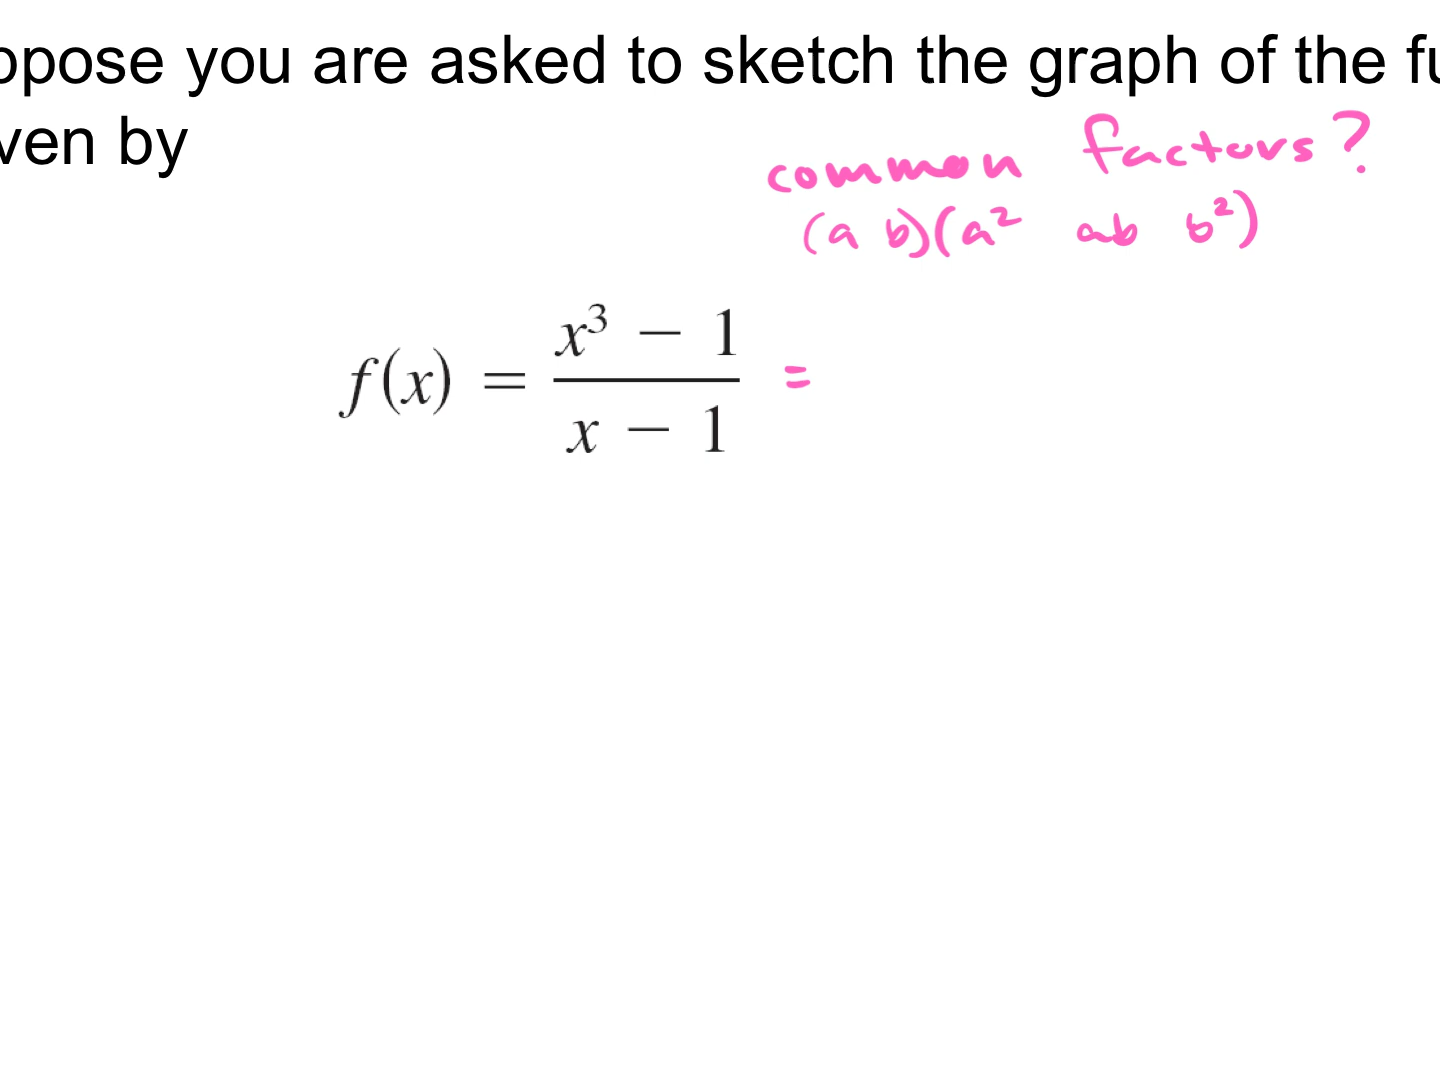 ppose you are asked to sketch the graph of the fu
ven by
common factors?
(a b)(a² ab b²)
f(x) = \frac{x³ − 1}{x − 1} =